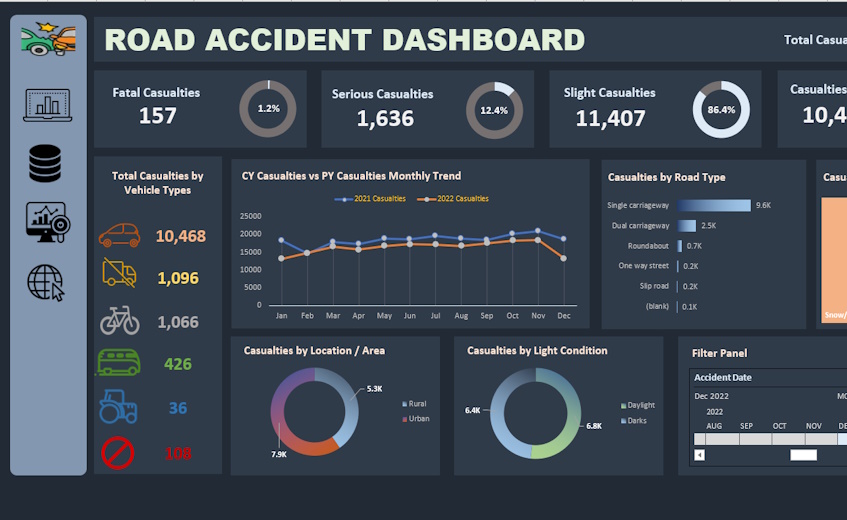 ROAD ACCIDENT DASHBOARD
Total Casua
Fatal Casualties
157
1.2%
Serious Casualties
1,636
12.4%
Slight Casualties
11,407
86.4%
Casualties
10,4
Total Casualties by
Vehicle Types
10,468
1,096
1,066
426
36
108
CY Casualties vs PY Casualties Monthly Trend
2021 Casualties
2022 Casualties
25000
20000
15000
10000
5000
0
Jan Feb Mar Apr May Jun Jul Aug Sep Oct Nov Dec
Casualties by Road Type
Single carriageway 9.6K
Dual carriageway 2.5K
Roundabout 0.7K
One way street 0.2K
Slip road 0.2K
(blank) 0.1K
Casu
Snow/
Casualties by Location / Area
5.3K
7.9K
Rural
Urban
Casualties by Light Condition
6.4K
6.8K
Daylight
Darks
Filter Panel
Accident Date
Dec 2022 MO
2022
AUG SEP OCT NOV DE